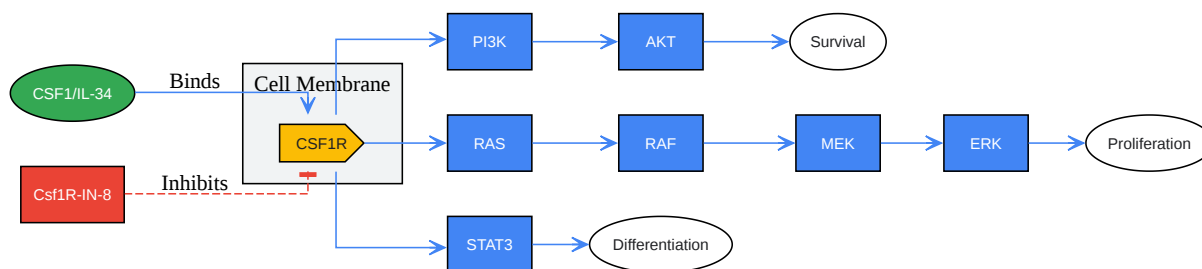 PI3K
AKT
Survival
Binds
Cell Membrane
CSF1/IL-34
CSF1R
RAS
RAF
MEK
ERK
Proliferation
Inhibits
Csf1R-IN-8
STAT3
Differentiation